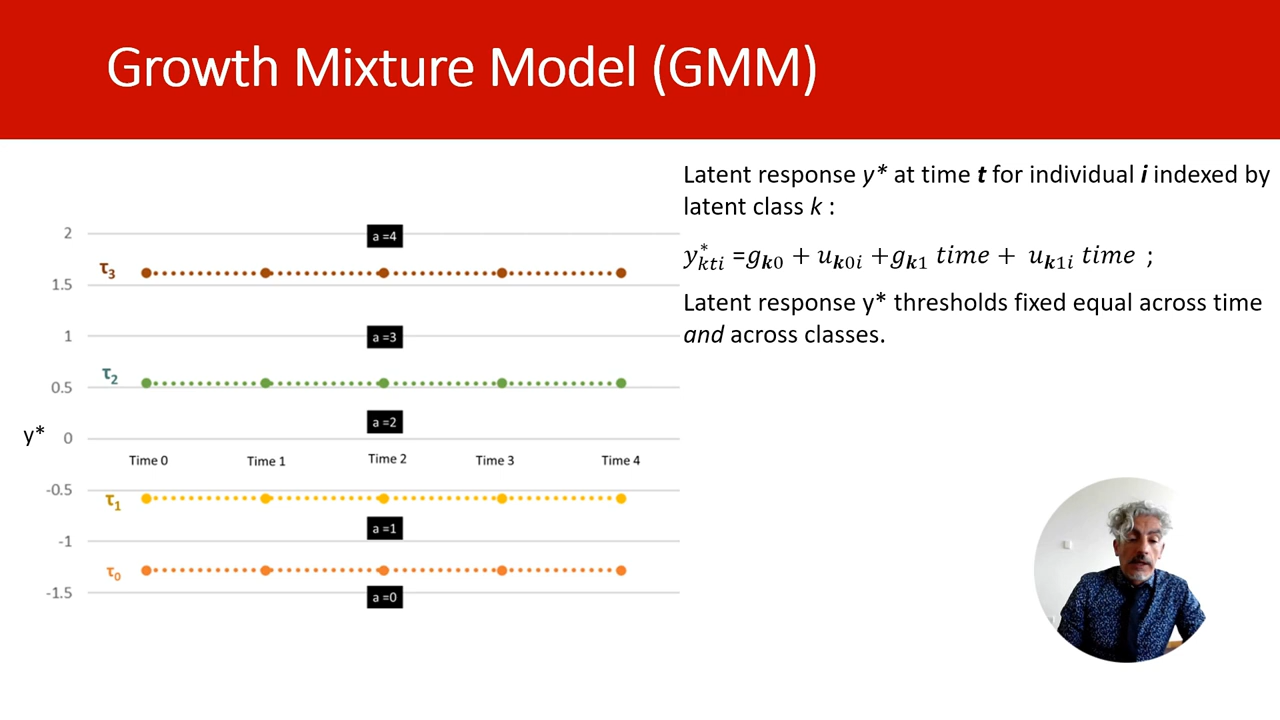 Growth Mixture Model (GMM)
Latent response y* at time t for individual i indexed by
latent class k :
y*kti =gk0 + uk0i +gk1 time + uk1i time ;
Latent response y* thresholds fixed equal across time
and across classes.
2
a =4
τ3
1.5
1
a =3
τ2
0.5
a =2
y* 0
Time 0 Time 1 Time 2 Time 3 Time 4
-0.5
τ1
a =1
-1
τ0
-1.5
a =0